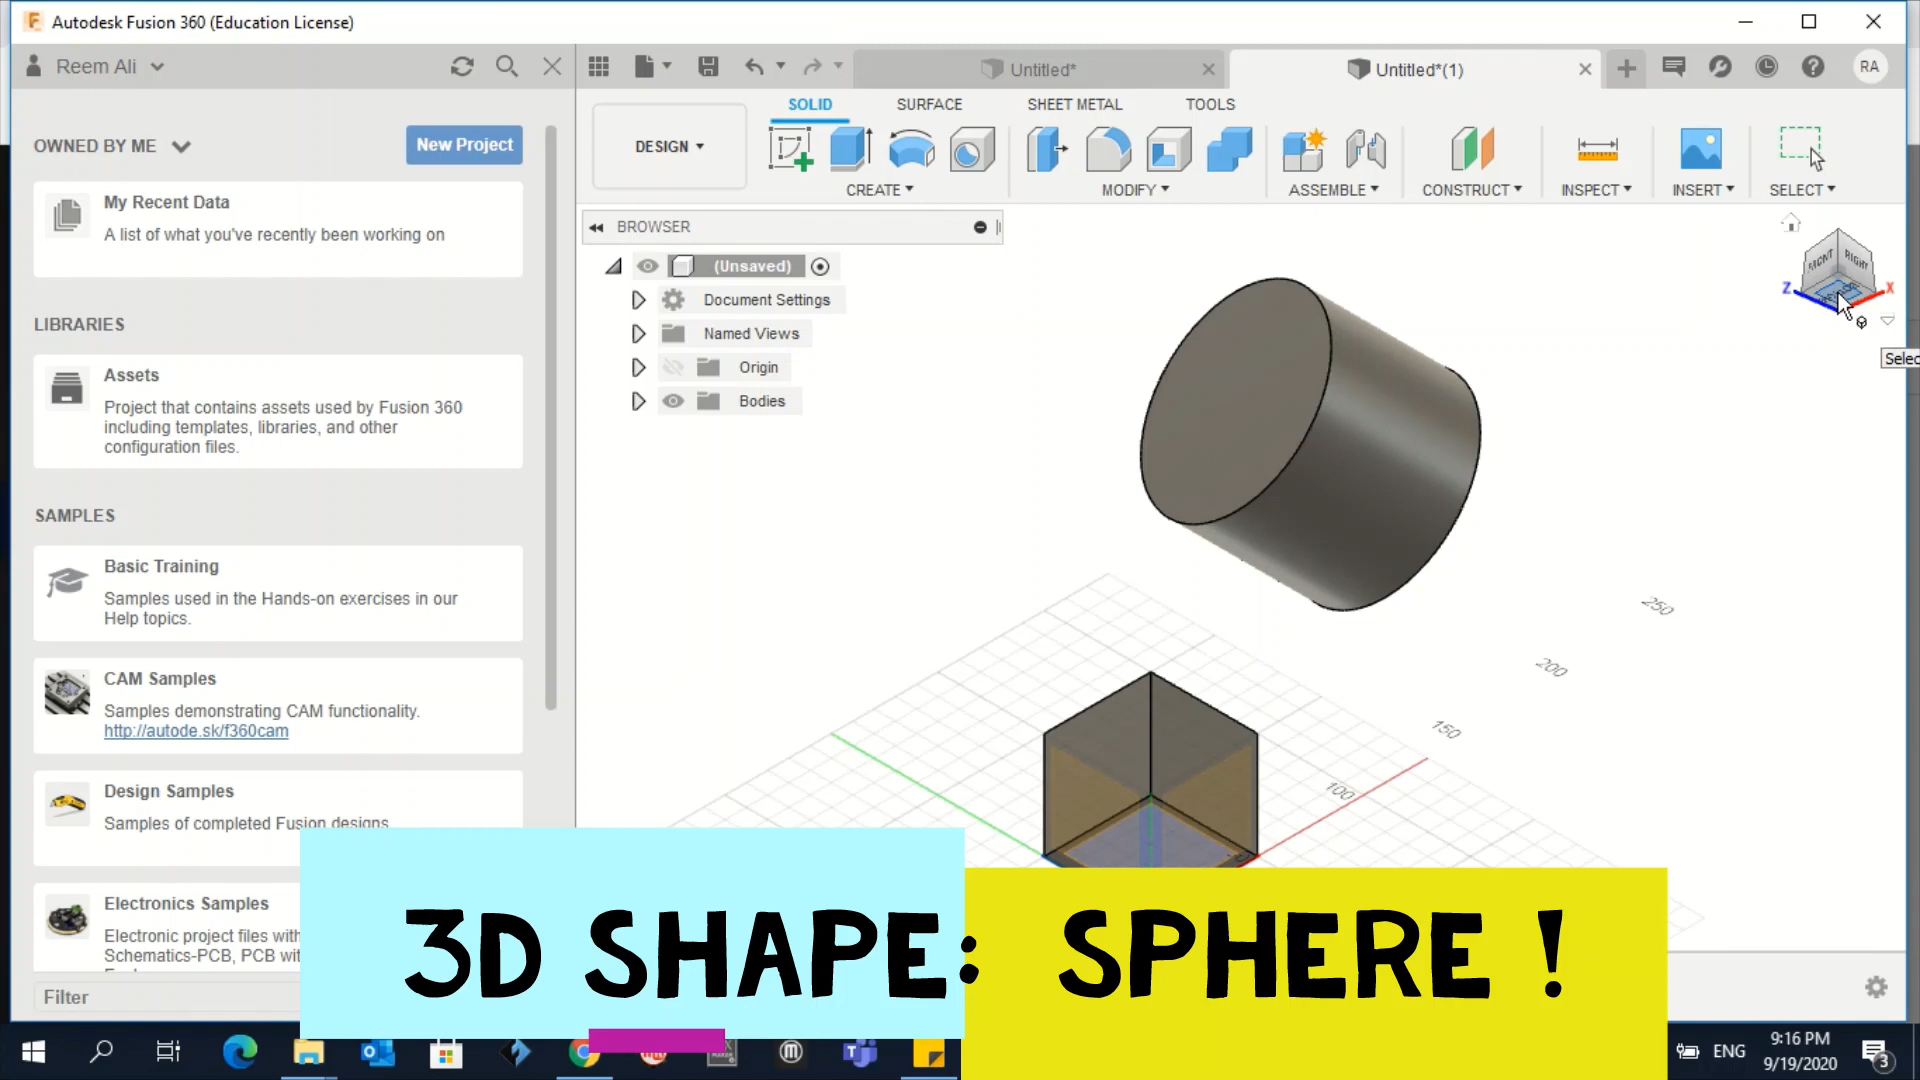 Autodesk Fusion 360 (Education License)
Reem Ali
Untitled*
Untitled*(1)
RA
OWNED BY ME
New Project
My Recent Data
A list of what you've recently been working on
LIBRARIES
Assets
Project that contains assets used by Fusion 360
including templates, libraries, and other
configuration files.
SAMPLES
Basic Training
Samples used in the Hands-on exercises in our
Help topics.
CAM Samples
Samples demonstrating CAM functionality.
http://autode.sk/f360cam
Design Samples
Samples of completed Fusion designs
Electronics Samples
Electronic project files with
Schematics-PCB, PCB wit
Filter
DESIGN
SOLID
SURFACE
SHEET METAL
TOOLS
CREATE
MODIFY
ASSEMBLE
CONSTRUCT
INSPECT
INSERT
SELECT
BROWSER
(Unsaved)
Document Settings
Named Views
Origin
Bodies
FRONT
RIGHT
Z
X
Selec
250
200
150
100
3D SHAPE: SPHERE !
ENG
9:16 PM
9/19/2020
3